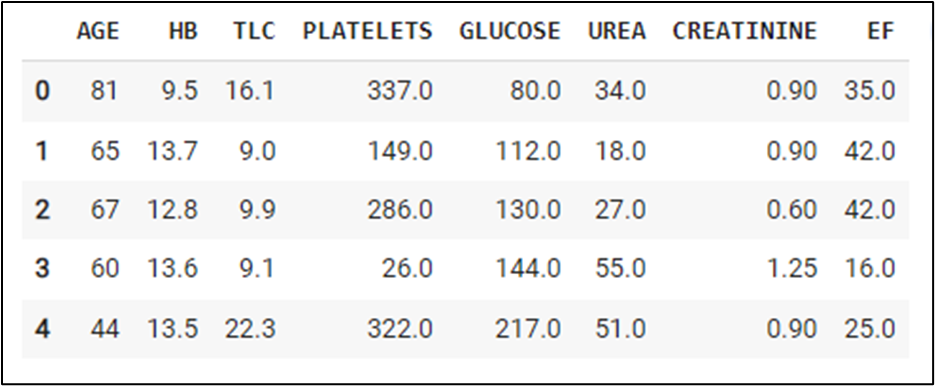 AGE HB TLC PLATELETS GLUCOSE UREA CREATININE EF
0 81 9.5 16.1 337.0 80.0 34.0 0.90 35.0
1 65 13.7 9.0 149.0 112.0 18.0 0.90 42.0
2 67 12.8 9.9 286.0 130.0 27.0 0.60 42.0
3 60 13.6 9.1 26.0 144.0 55.0 1.25 16.0
4 44 13.5 22.3 322.0 217.0 51.0 0.90 25.0